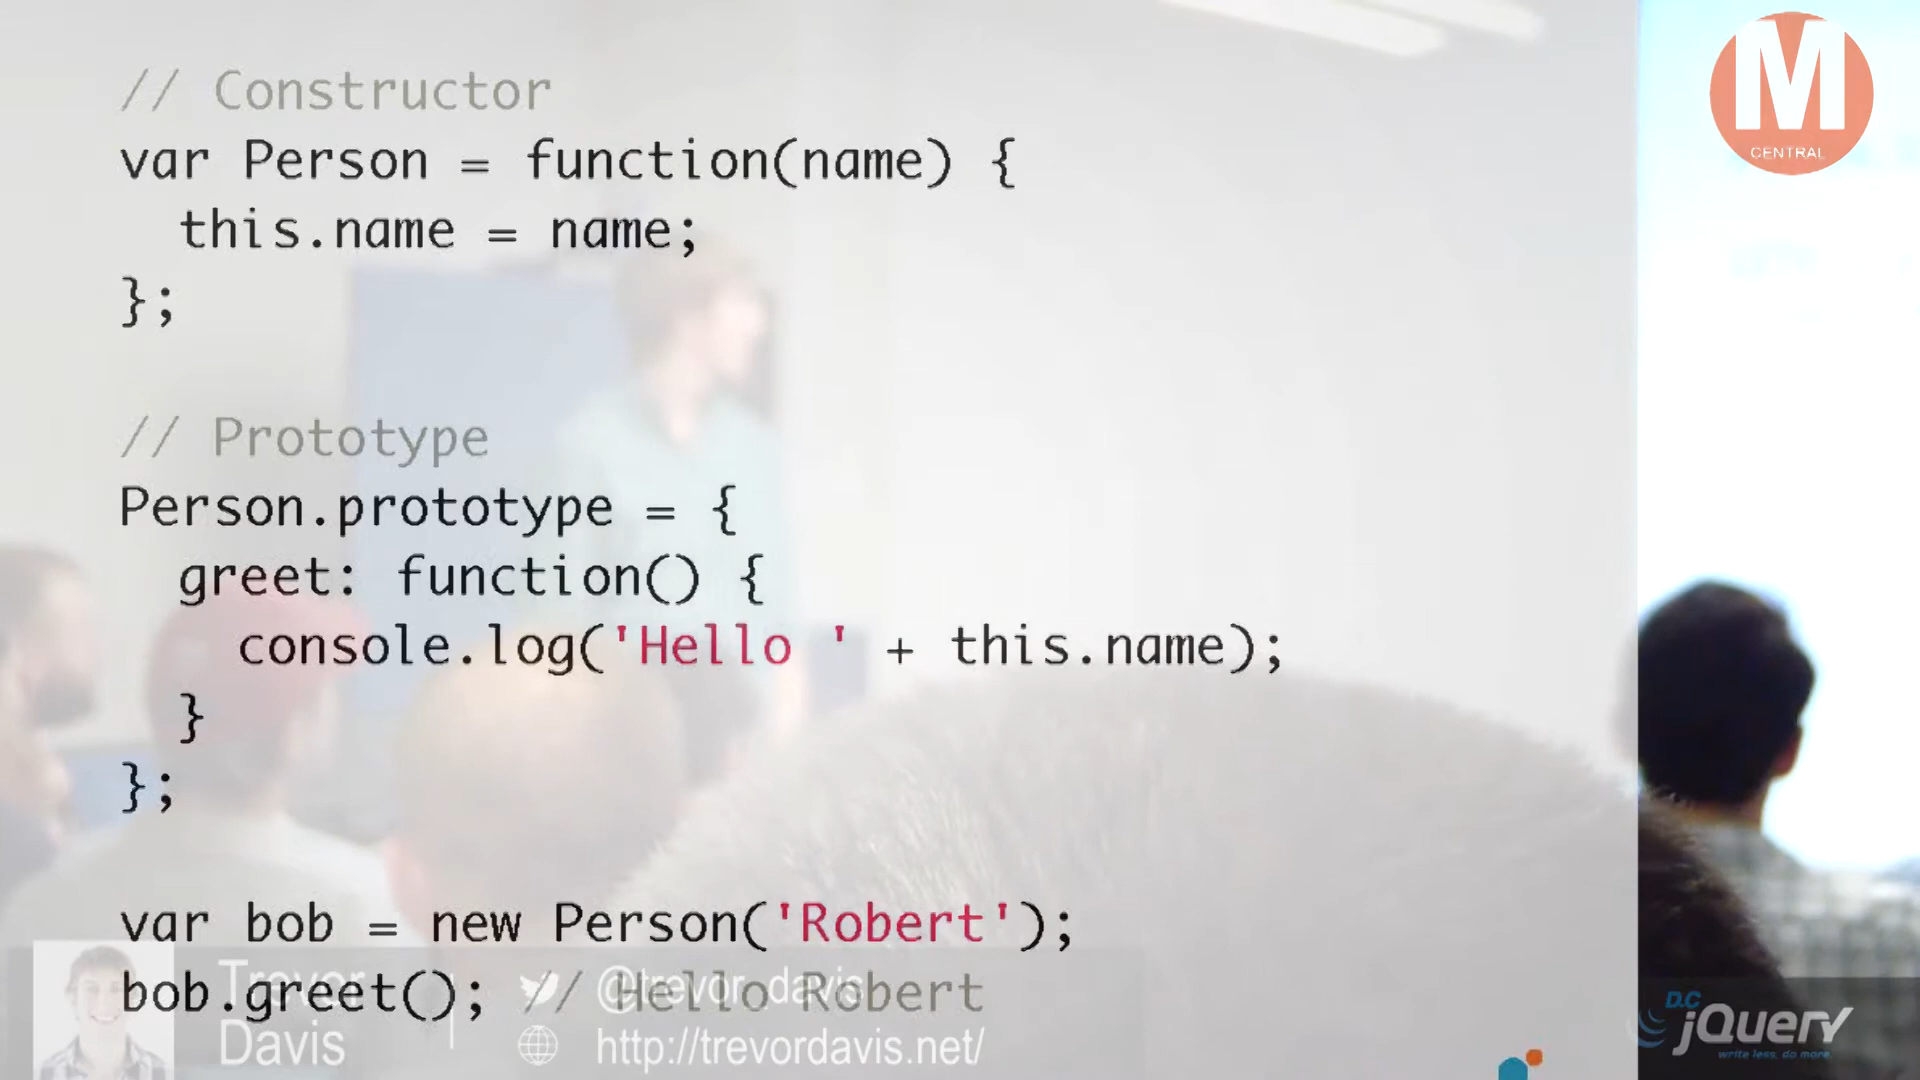 // Constructor
var Person = function(name) {
this.name = name;
};
// Prototype
Person.prototype = {
greet: function() {
console.log('Hello ' + this.name);
}
};
var bob = new Person('Robert');
bob.greet(); // Hello Robert
Trevor
Davis
@trevor_davis
http://trevordavis.net/
M
CENTRAL
D.C
jQuery
write less, do more.